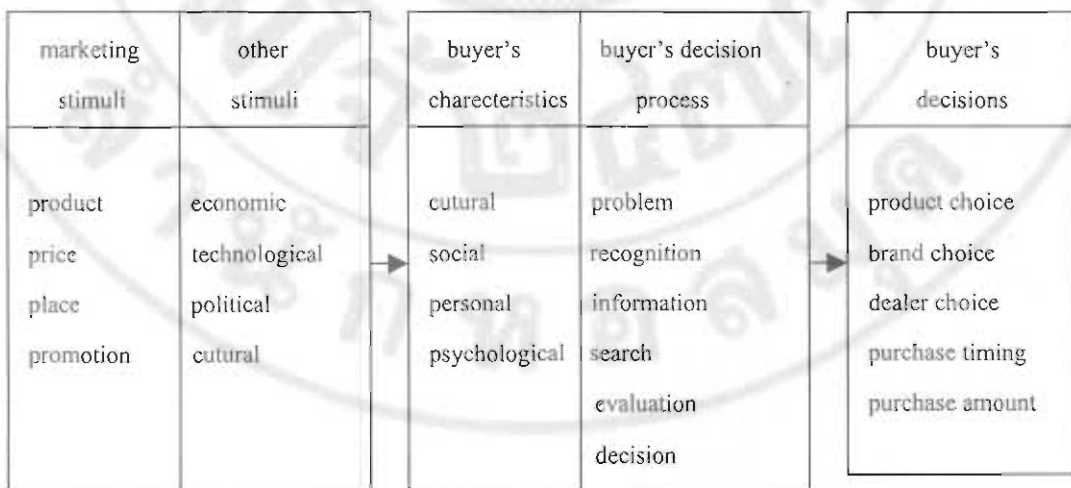 marketing
stimuli
other
stimuli
buyer's
charecteristics
buyer's decision
process
buyer's
decisions
product
price
place
promotion
economic
technological
political
cutural
cutural
social
personal
psychological
problem
recognition
information
search
evaluation
decision
product choice
brand choice
dealer choice
purchase timing
purchase amount